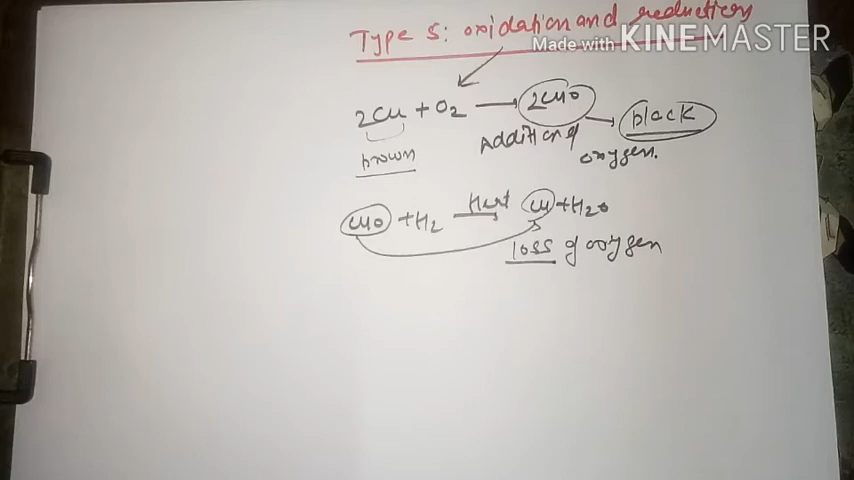 Type 5: oxidation and reduction
Made with KINEMASTER
2Cu + O2 → 2CuO → black
brown
Addition of
oxygen.
CuO + H2 Heat → Cu + H2O
loss of oxygen